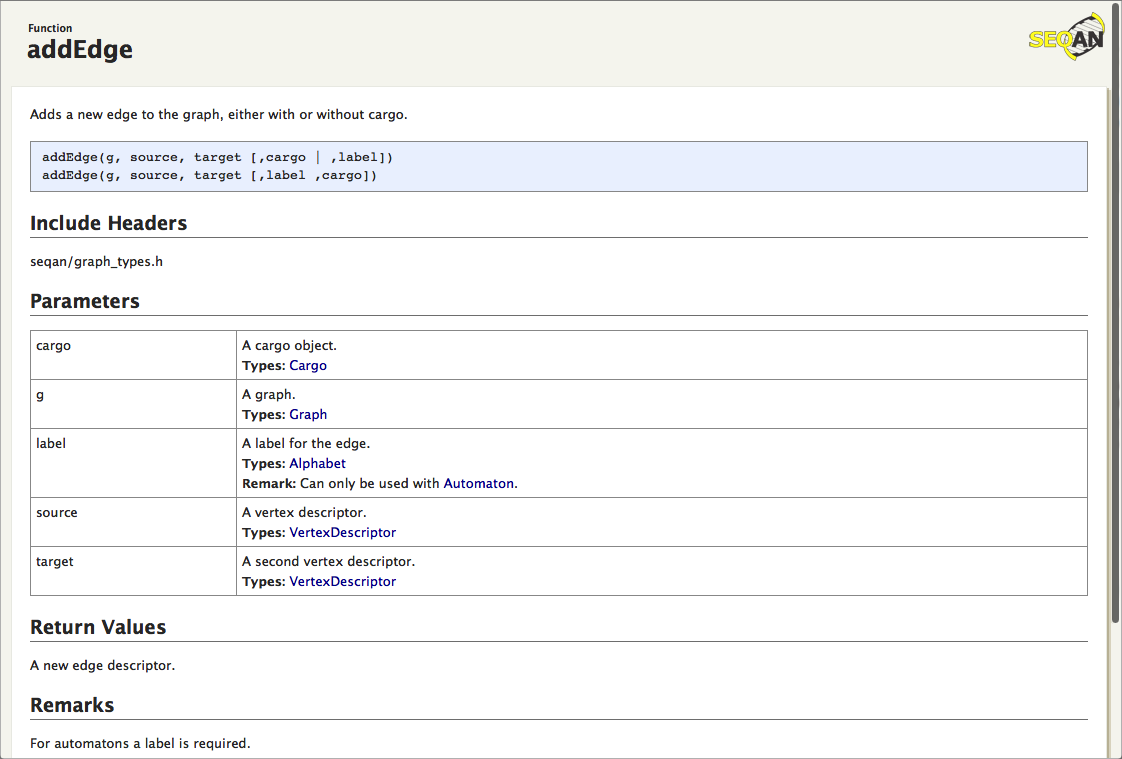 Function
addEdge
SEQAN
Adds a new edge to the graph, either with or without cargo.
addEdge(g, source, target [,cargo | ,label])
addEdge(g, source, target [,label ,cargo])
Include Headers
seqan/graph_types.h
Parameters
cargo
A cargo object.
Types: Cargo
g
A graph.
Types: Graph
label
A label for the edge.
Types: Alphabet
Remark: Can only be used with Automaton.
source
A vertex descriptor.
Types: VertexDescriptor
target
A second vertex descriptor.
Types: VertexDescriptor
Return Values
A new edge descriptor.
Remarks
For automatons a label is required.